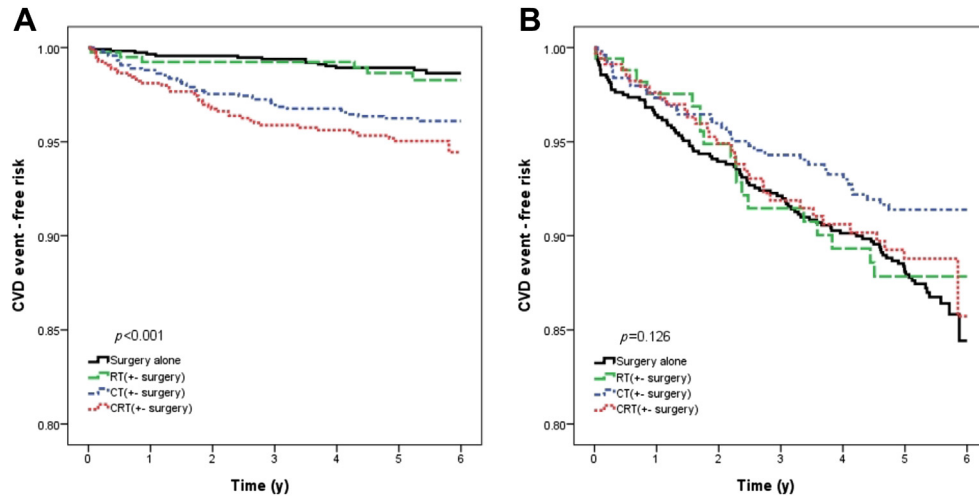 A
CVD event - free risk
1.00
0.95
0.90
0.85
0.80
p<0.001
Surgery alone
RT(+- surgery)
CT(+- surgery)
CRT(+- surgery)
0 1 2 3 4 5 6
Time (y)
B
CVD event - free risk
1.00
0.95
0.90
0.85
0.80
p=0.126
Surgery alone
RT(+- surgery)
CT(+- surgery)
CRT(+- surgery)
0 1 2 3 4 5 6
Time (y)